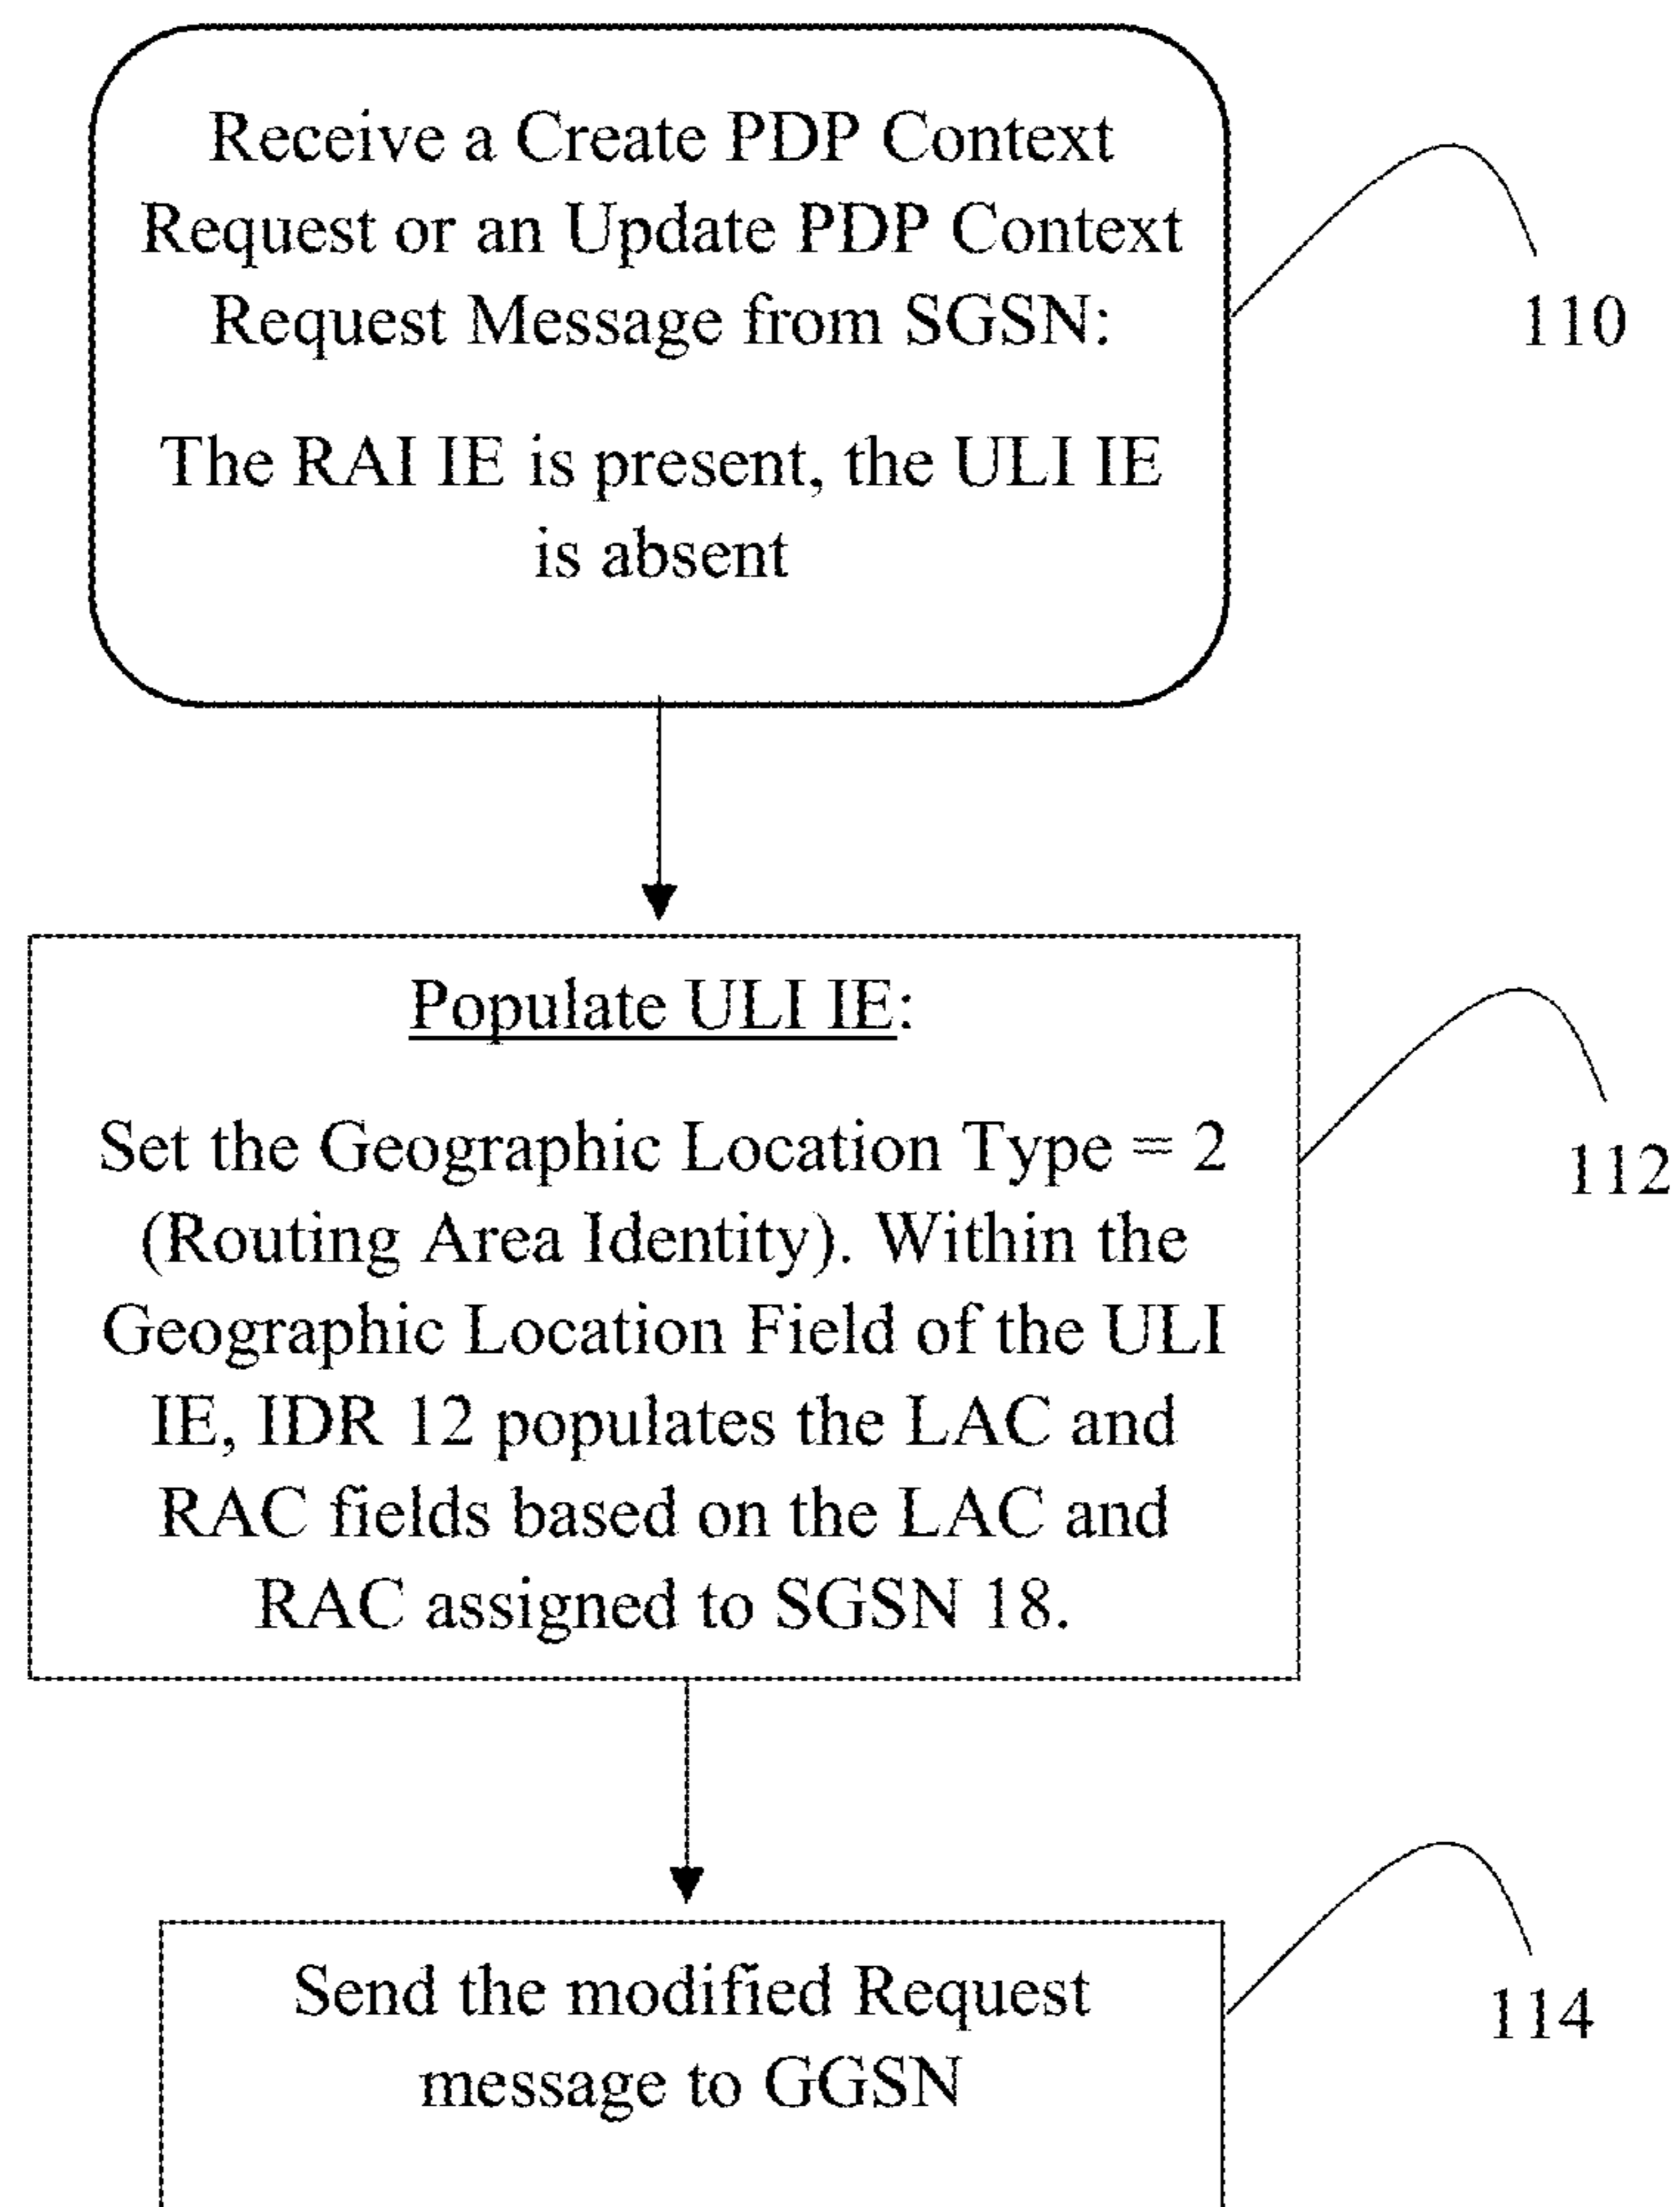 Receive a Create PDP Context
Request or an Update PDP Context
Request Message from SGSN:
The RAI IE is present, the ULI IE
is absent
110
Populate ULI IE:
Set the Geographic Location Type = 2
(Routing Area Identity). Within the
Geographic Location Field of the ULI
IE, IDR 12 populates the LAC and
RAC fields based on the LAC and
RAC assigned to SGSN 18.
112
Send the modified Request
message to GGSN
114